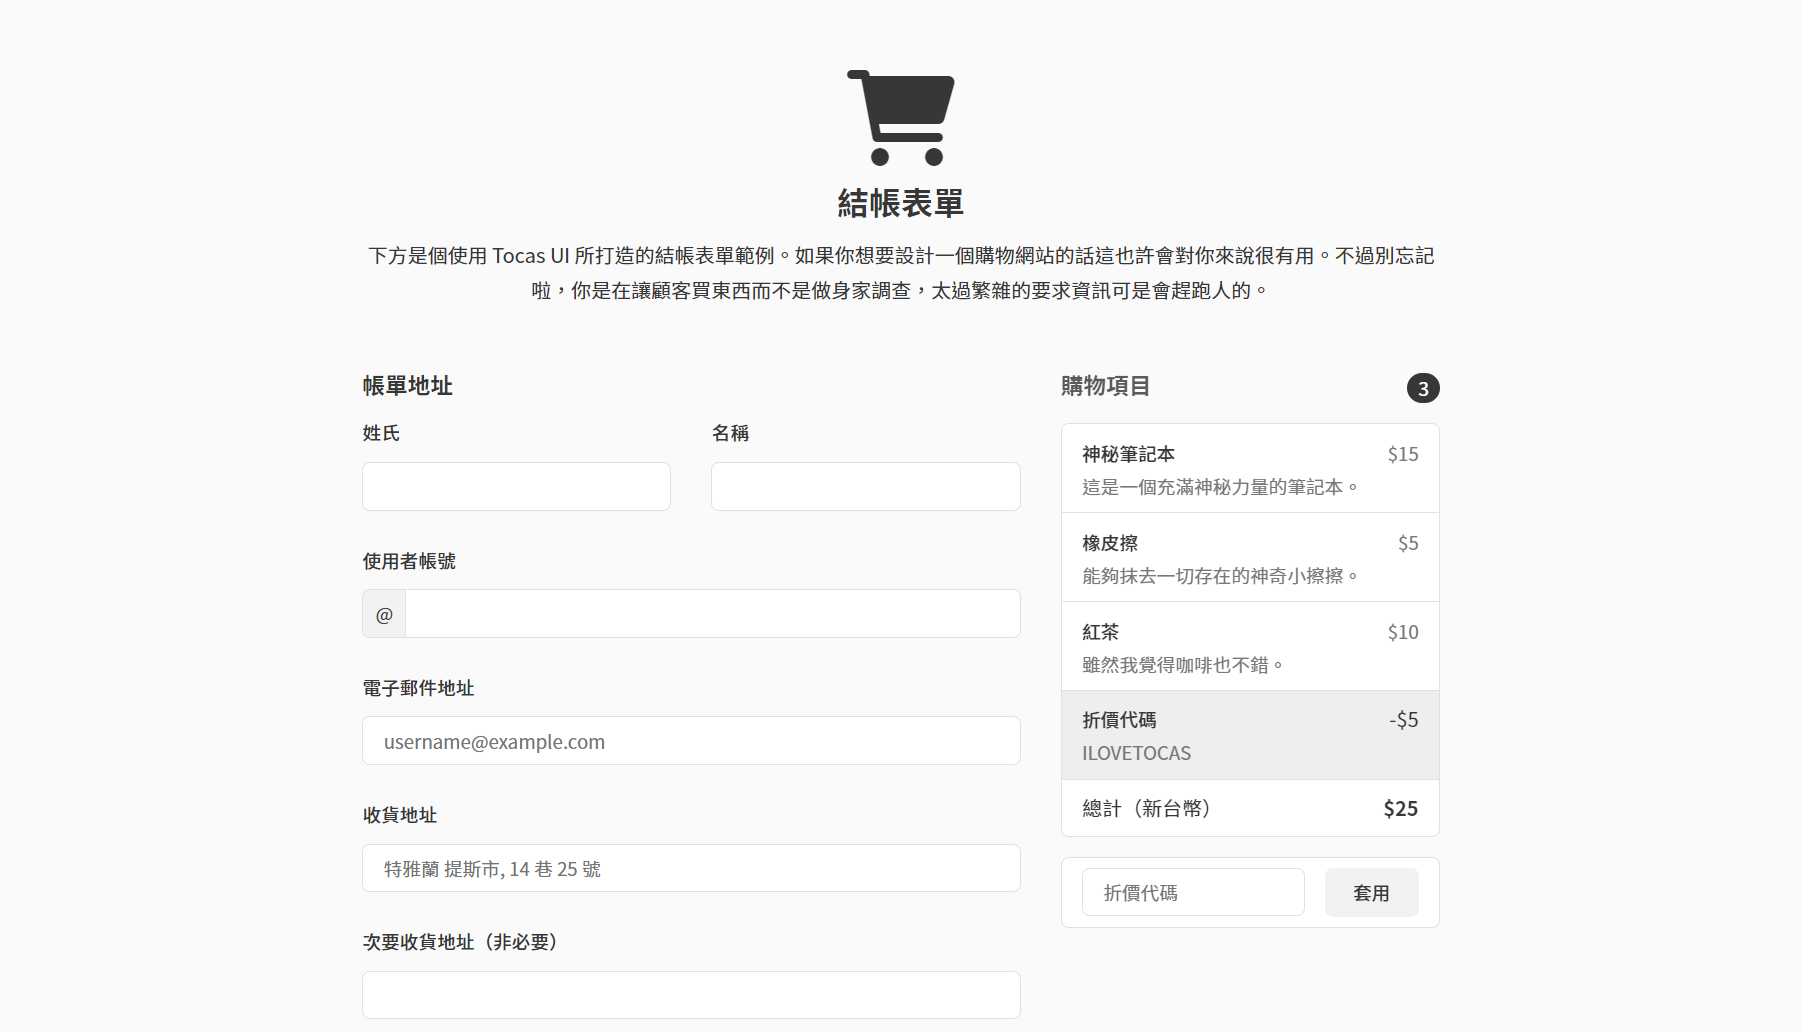 結帳表單
下方是個使用 Tocas UI 所打造的結帳表單範例。如果你想要設計一個購物網站的話這也許會對你來說很有用。不過別忘記
啦，你是在讓顧客買東西而不是做身家調查，太過繁雜的要求資訊可是會趕跑人的。
帳單地址
姓氏
名稱
使用者帳號
@
電子郵件地址
username@example.com
收貨地址
特雅蘭 提斯市, 14 巷 25 號
次要收貨地址（非必要）
購物項目
3
神秘筆記本
$15
這是一個充滿神秘力量的筆記本。
橡皮擦
$5
能夠抹去一切存在的神奇小擦擦。
紅茶
$10
雖然我覺得咖啡也不錯。
折價代碼
-$5
ILOVETOCAS
總計（新台幣）
$25
折價代碼
套用